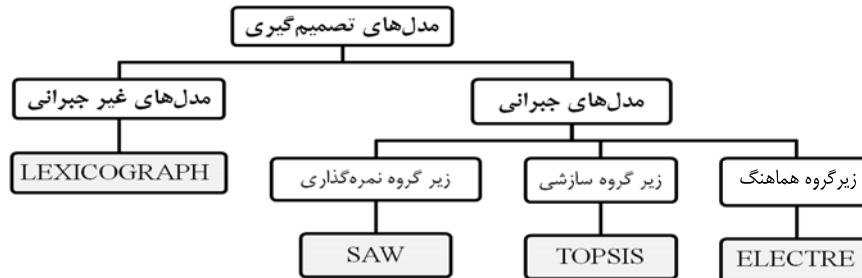 مدل‌های تصمیم‌گیری
مدل‌های جبرانی
مدل‌های غیر جبرانی
زیرگروه هماهنگ
زیر گروه سازشی
زیر گروه نمره‌گذاری
LEXICOGRAPH
ELECTRE
TOPSIS
SAW